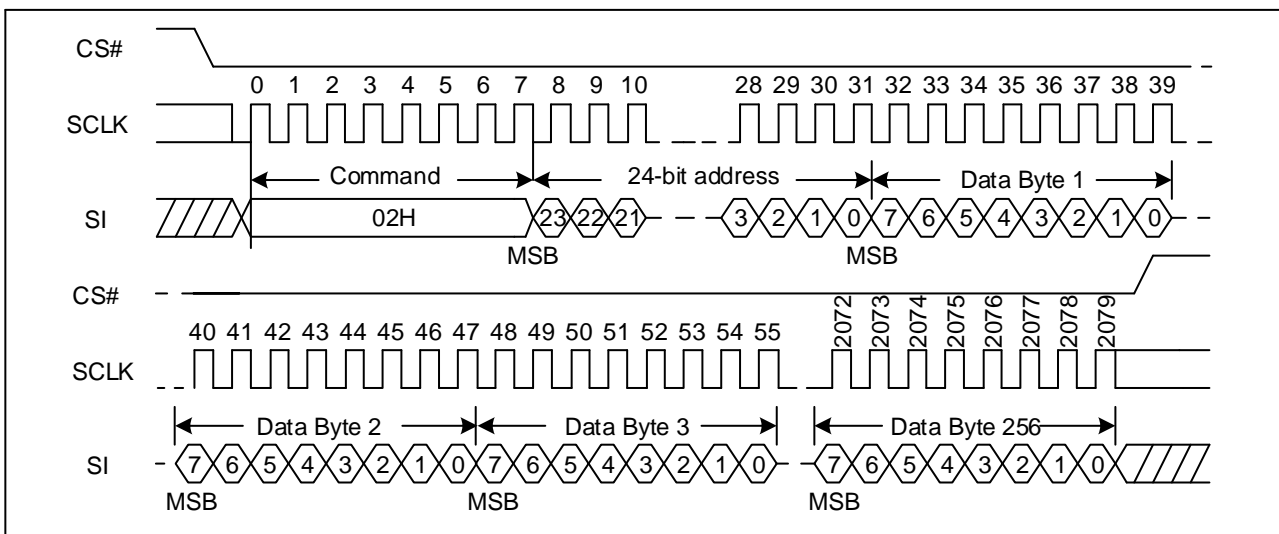 CS#
0 1 2 3 4 5 6 7 8 9 10 28 29 30 31 32 33 34 35 36 37 38 39
SCLK
Command 24-bit address Data Byte 1
SI 02H 23 22 21 3 2 1 0 7 6 5 4 3 2 1 0
MSB MSB
CS#
40 41 42 43 44 45 46 47 48 49 50 51 52 53 54 55 2072 2073 2074 2075 2076 2077 2078 2079
SCLK
Data Byte 2 Data Byte 3 Data Byte 256
SI 7 6 5 4 3 2 1 0 7 6 5 4 3 2 1 0 7 6 5 4 3 2 1 0
MSB MSB MSB